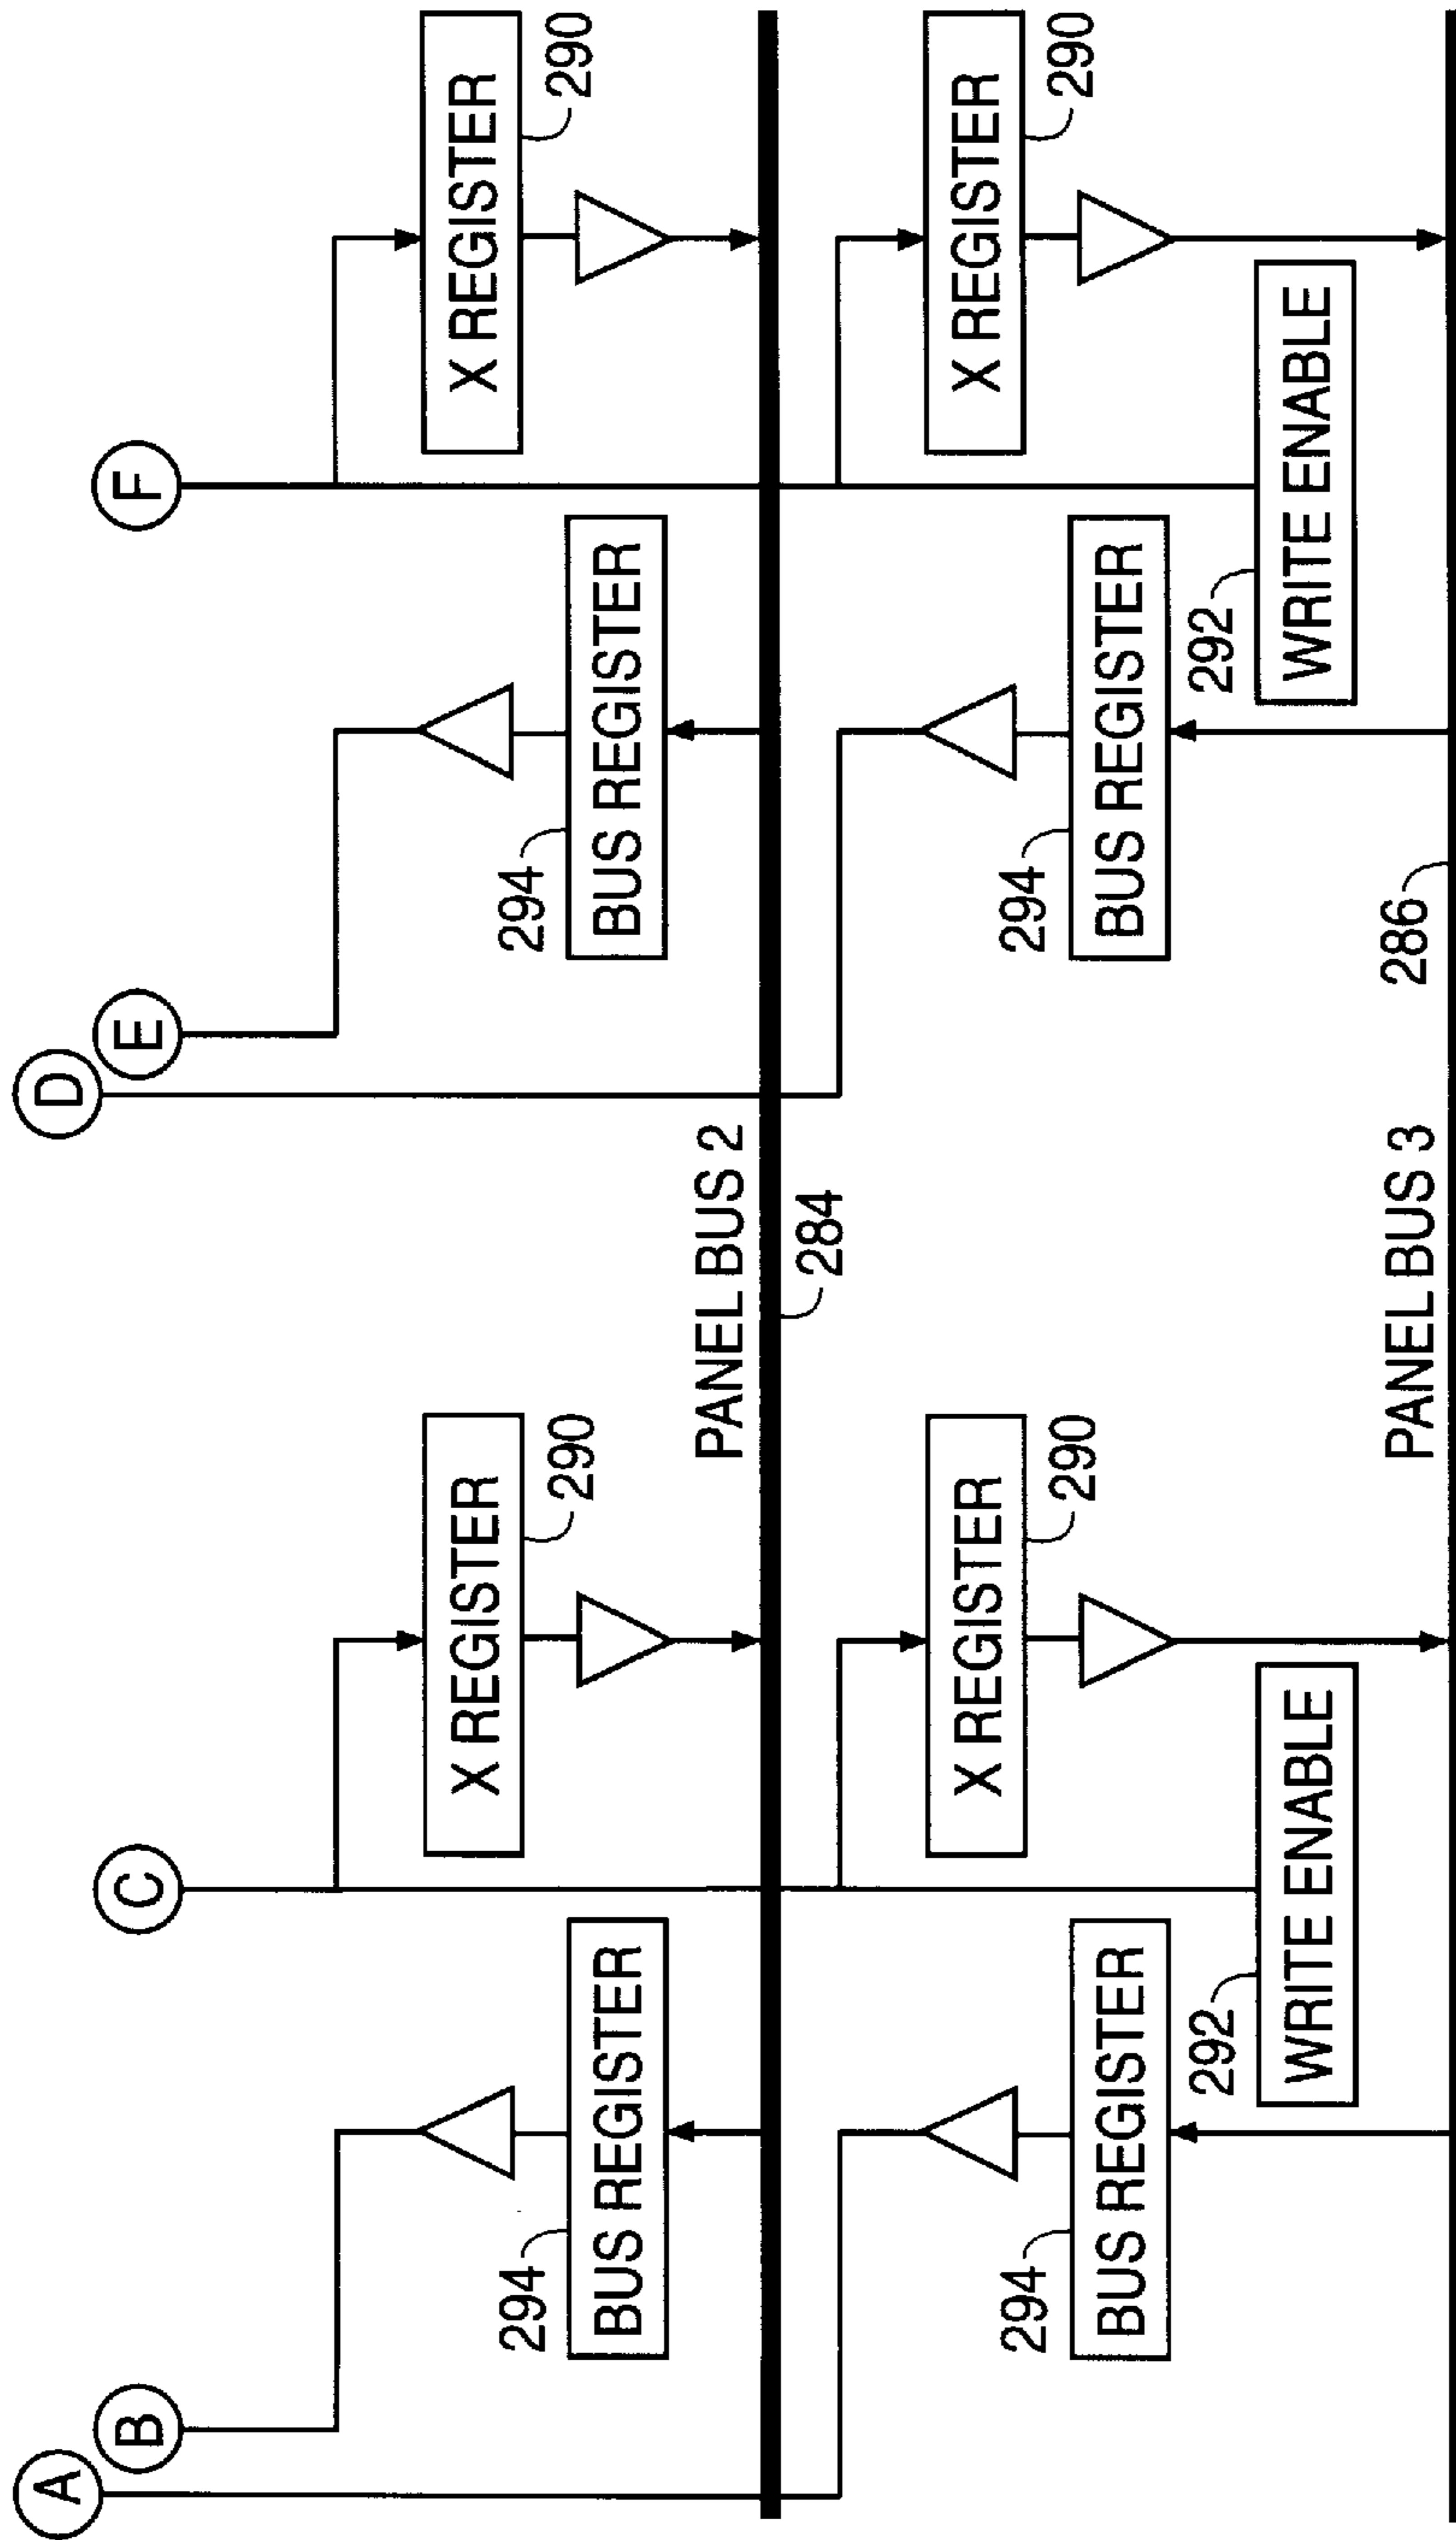 A
D
B
C
E
F
X REGISTER
X REGISTER
294
290
294
290
BUS REGISTER
BUS REGISTER
PANEL BUS 2
284
X REGISTER
X REGISTER
294
290
294
290
BUS REGISTER
BUS REGISTER
292
292
WRITE ENABLE
WRITE ENABLE
PANEL BUS 3
286